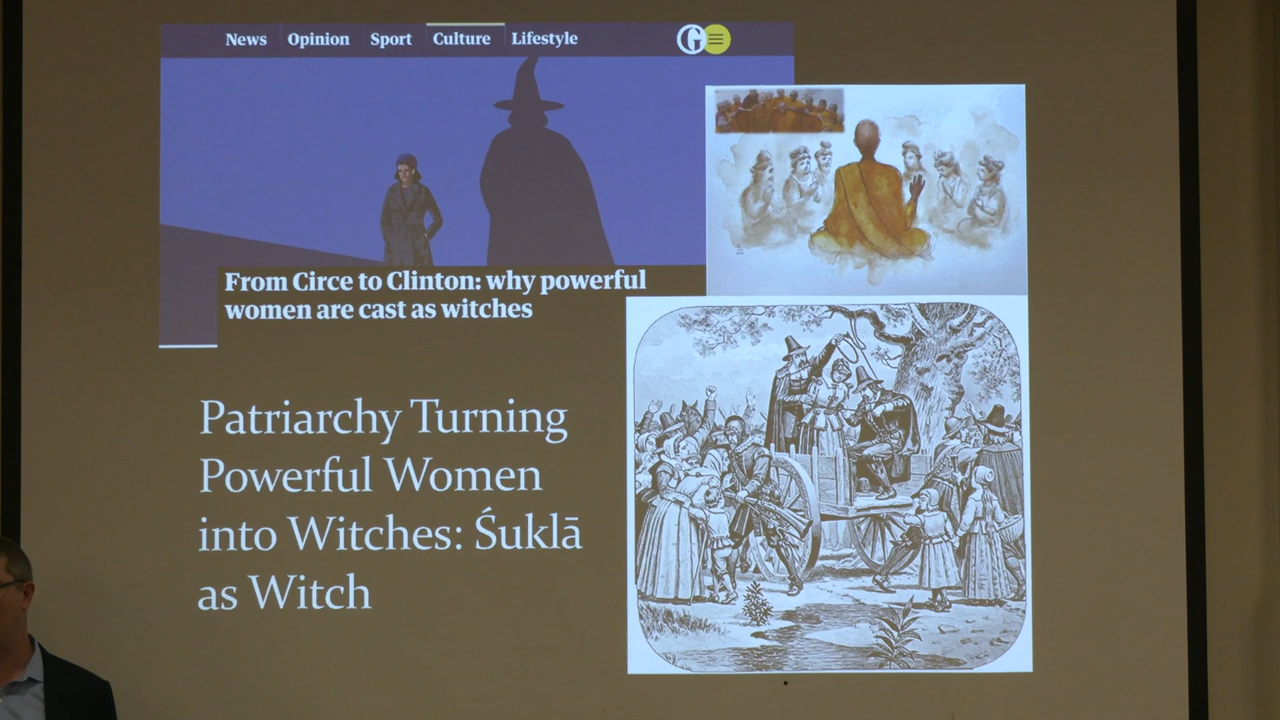 News Opinion Sport Culture Lifestyle G
From Circe to Clinton: why powerful
women are cast as witches
Patriarchy Turning
Powerful Women
into Witches: Śuklā
as Witch